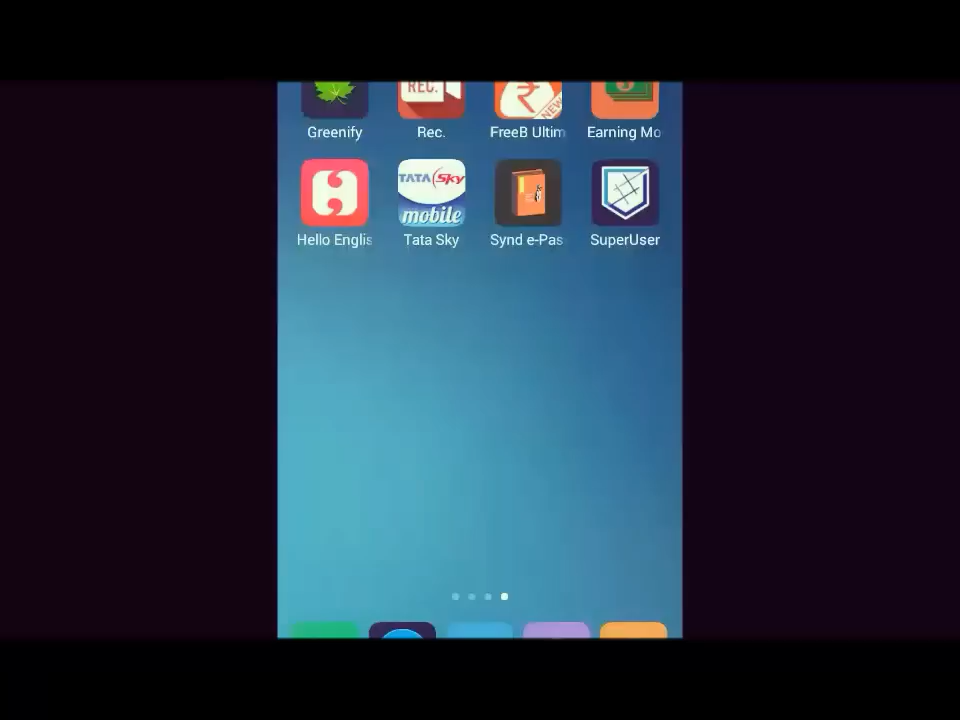 REC.
NEW
Greenify Rec. FreeB Ultim Earning Mo
TATA Sky
mobile
Hello Englis Tata Sky Synd e-Pas SuperUser